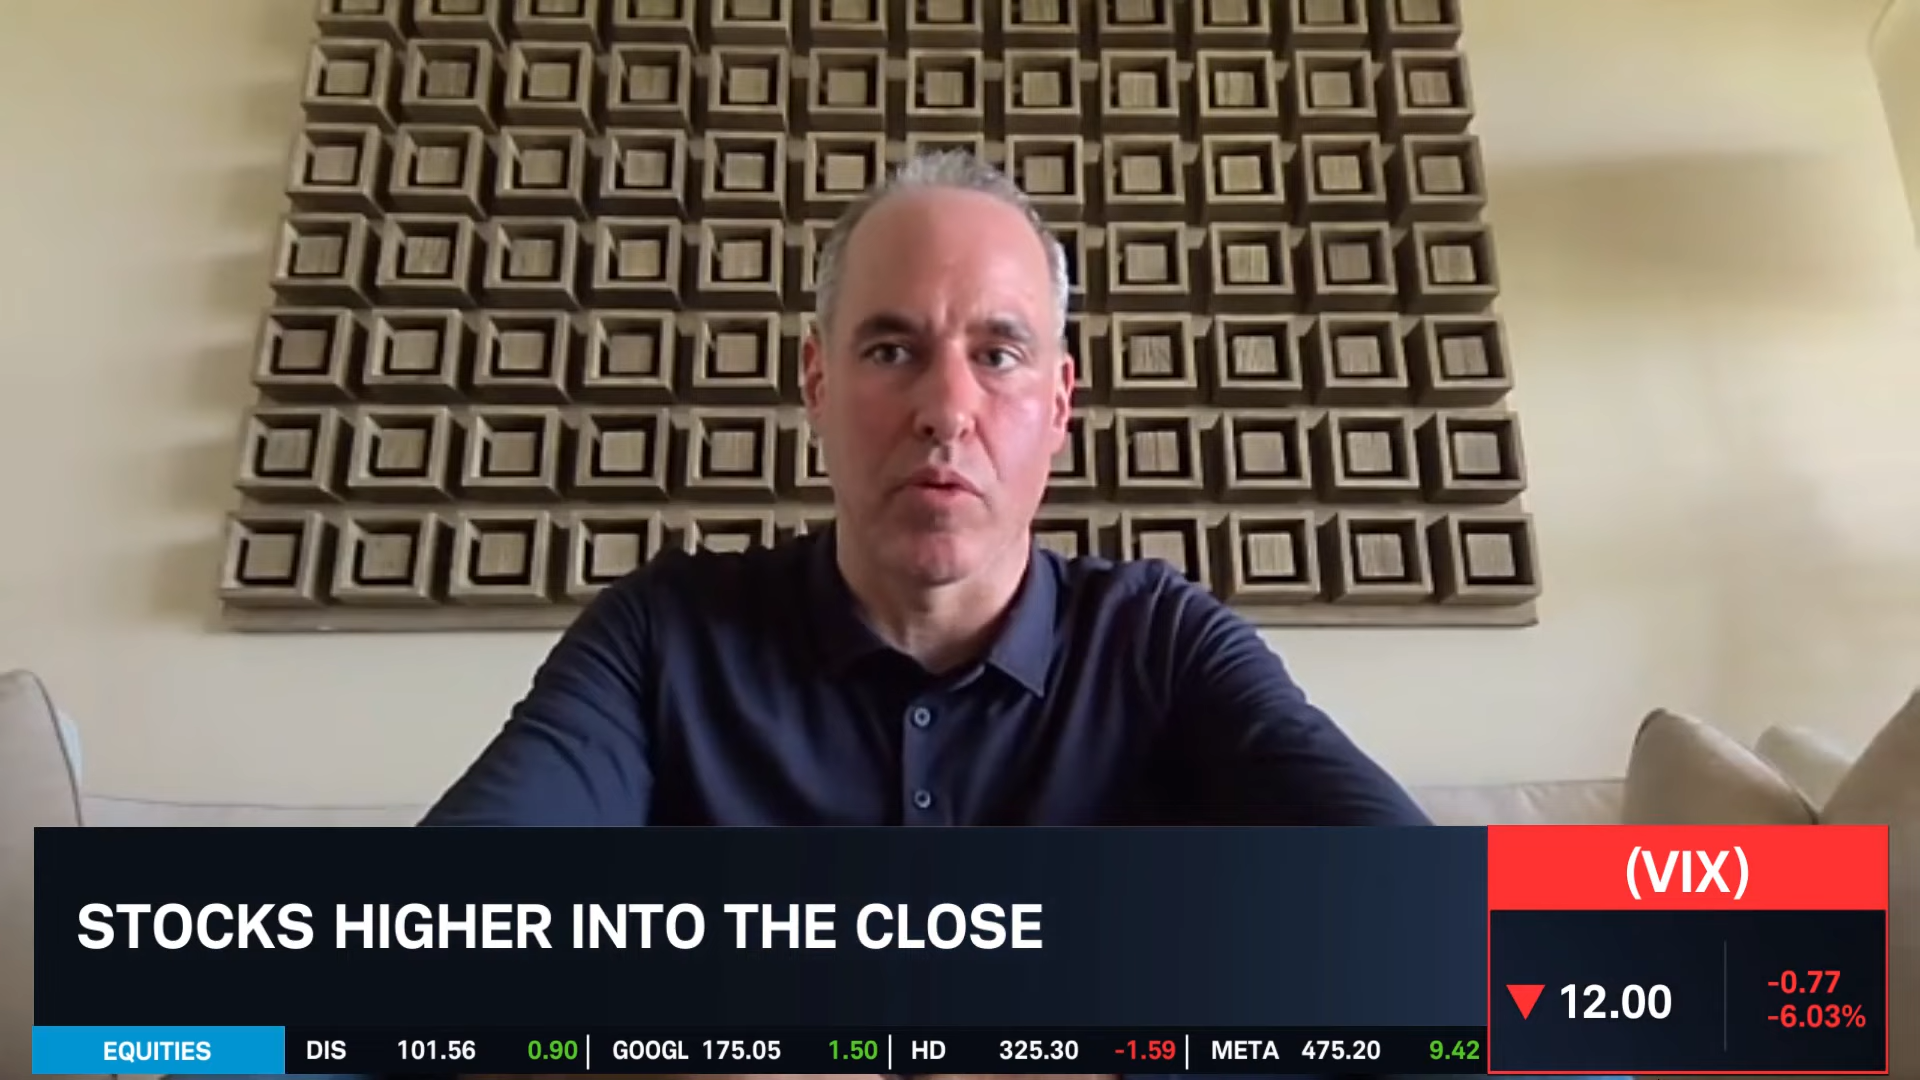 STOCKS HIGHER INTO THE CLOSE
(VIX)
▼ 12.00
-0.77
-6.03%
EQUITIES
DIS 101.56 0.90 | GOOGL 175.05 1.50 | HD 325.30 -1.59 | META 475.20 9.42